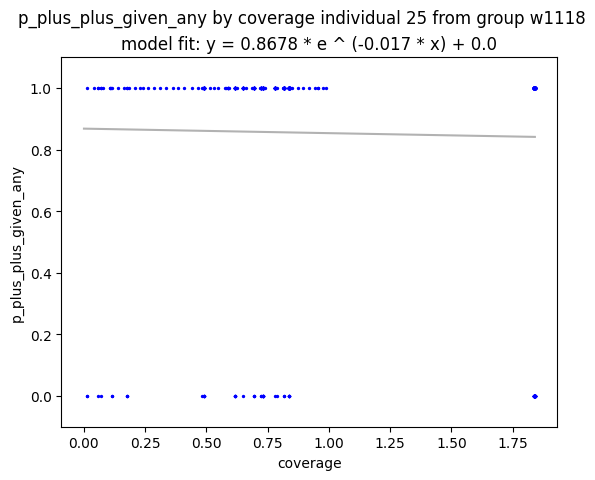 p_plus_plus_given_any by coverage individual 25 from group w1118
model fit: y = 0.8678 * e ^ (-0.017 * x) + 0.0
1.0
0.8
0.6
0.4
0.2
0.0
p_plus_plus_given_any
0.00 0.25 0.50 0.75 1.00 1.25 1.50 1.75
coverage